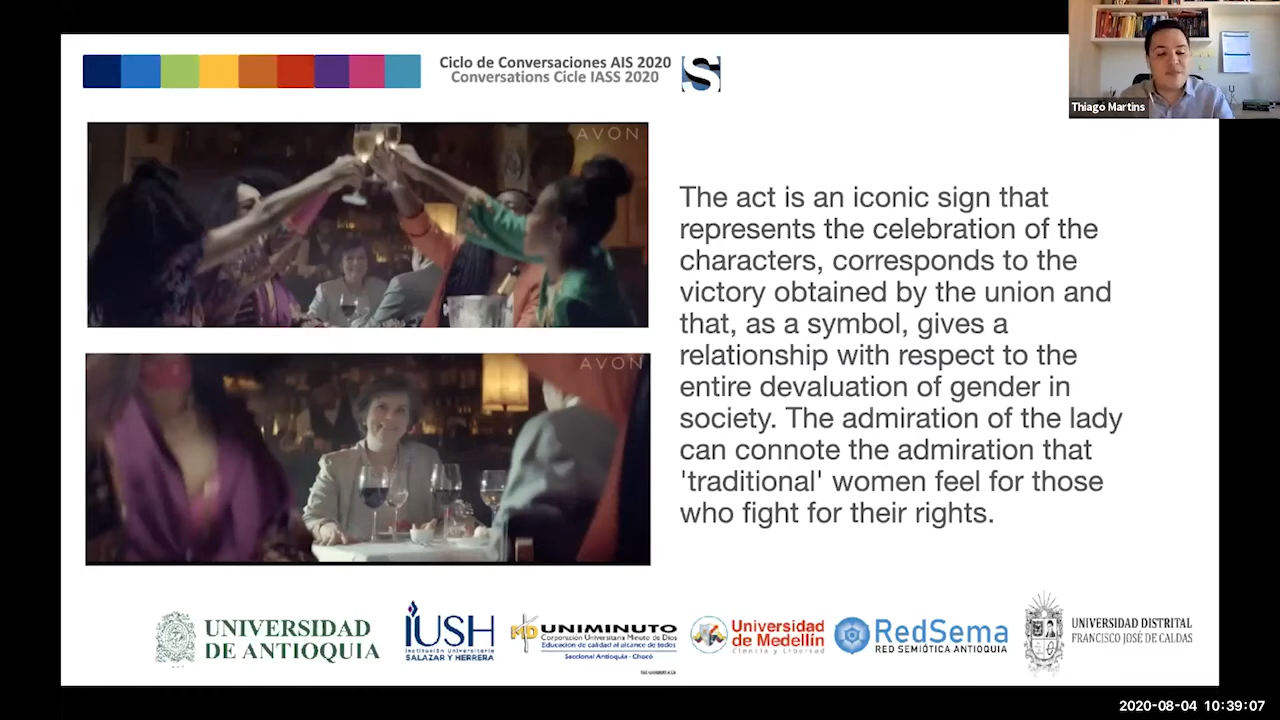 Ciclo de Conversaciones AIS 2020
Conversations Cicle IASS 2020
S
Thiago Martins
AVON
AVON
The act is an iconic sign that
represents the celebration of the
characters, corresponds to the
victory obtained by the union and
that, as a symbol, gives a
relationship with respect to the
entire devaluation of gender in
society. The admiration of the lady
can connote the admiration that
'traditional' women feel for those
who fight for their rights.
UNIVERSIDAD
DE ANTIOQUIA
IUSH
Institución Universitaria
SALAZAR Y HERRERA
MD UNIMINUTO
Corporación Universitaria Minuto de Dios
Educación de calidad al alcance de todos
Seccional Antioquia - Chocó
Universidad
de Medellín
Ciencia y Libertad
RedSema
RED SEMIÓTICA ANTIOQUIA
UNIVERSIDAD DISTRITAL
FRANCISCO JOSÉ DE CALDAS
2020-08-04 10:39:07